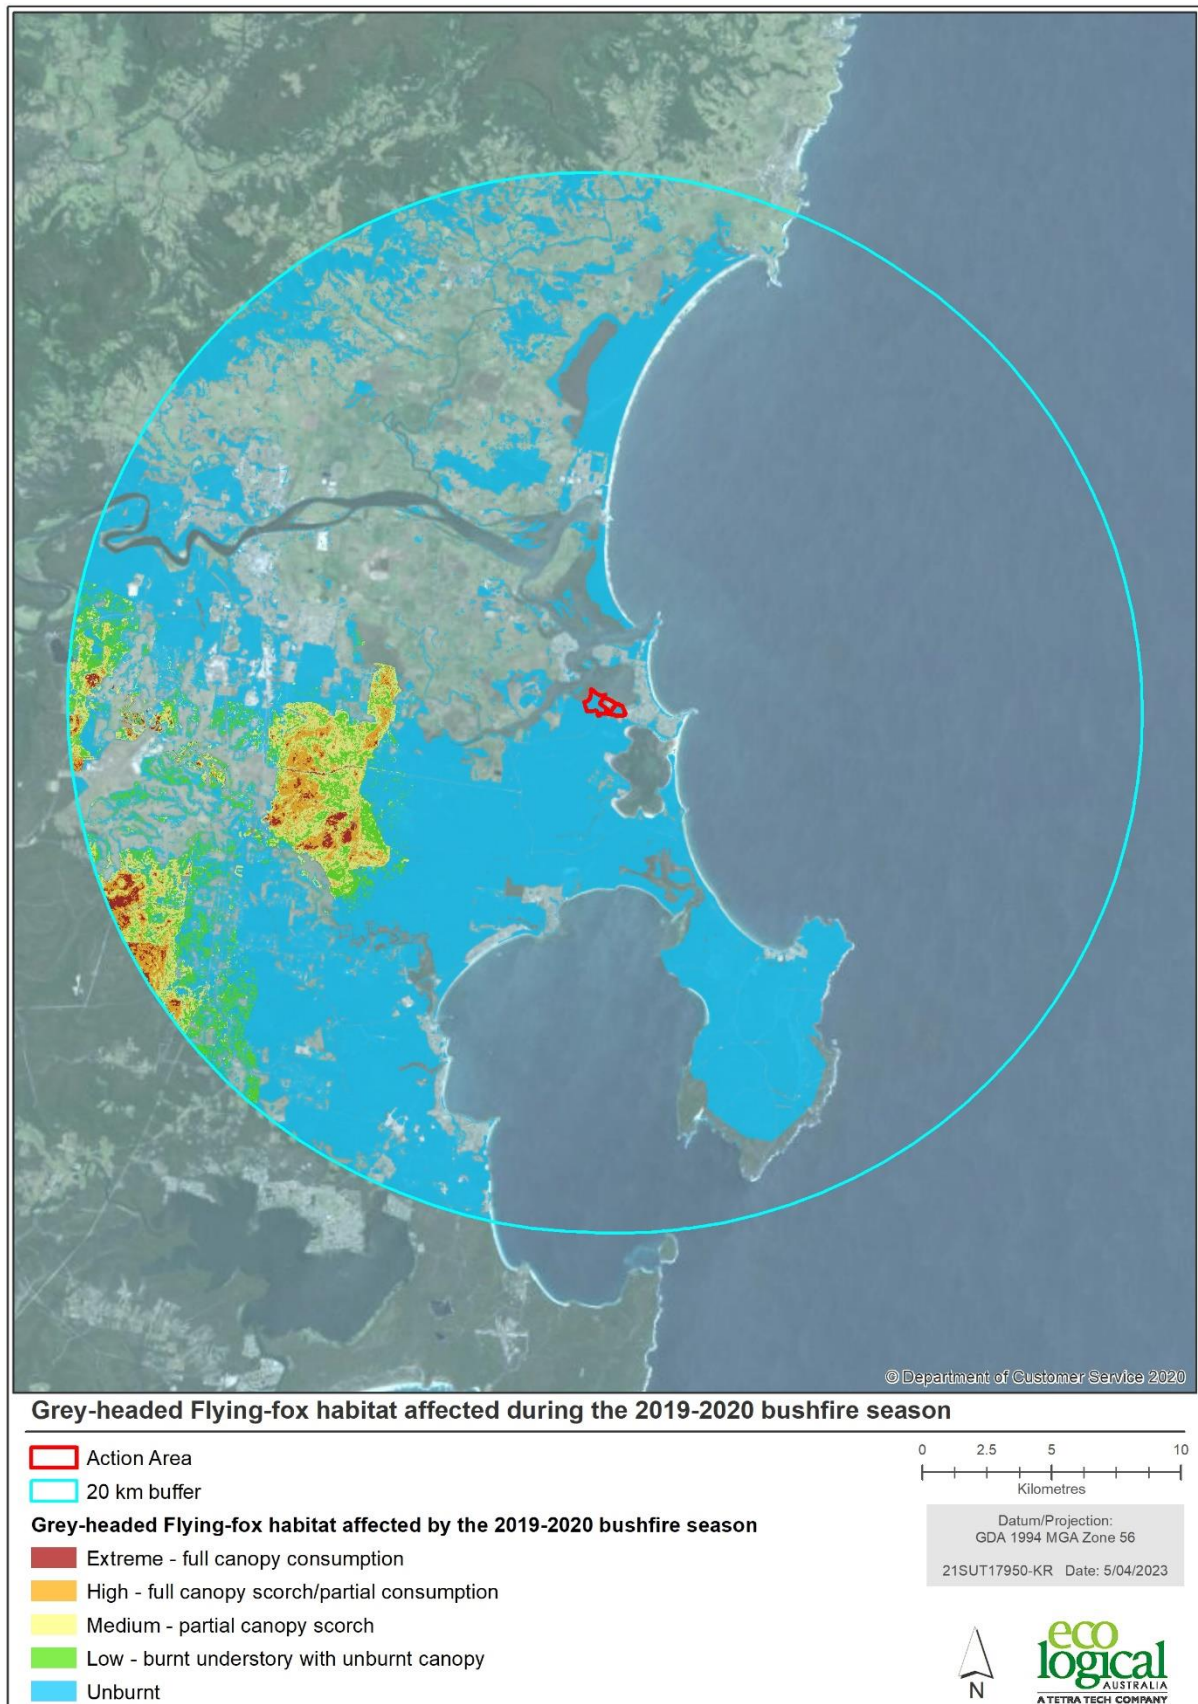 © Department of Customer Service 2020
Grey-headed Flying-fox habitat affected during the 2019-2020 bushfire season
Action Area
20 km buffer
Grey-headed Flying-fox habitat affected by the 2019-2020 bushfire season
Extreme - full canopy consumption
High - full canopy scorch/partial consumption
Medium - partial canopy scorch
Low - burnt understory with unburnt canopy
Unburnt
0 2.5 5 10
Kilometres
Datum/Projection:
GDA 1994 MGA Zone 56
21SUT17950-KR Date: 5/04/2023
N
eco
logical
AUSTRALIA
A TETRA TECH COMPANY